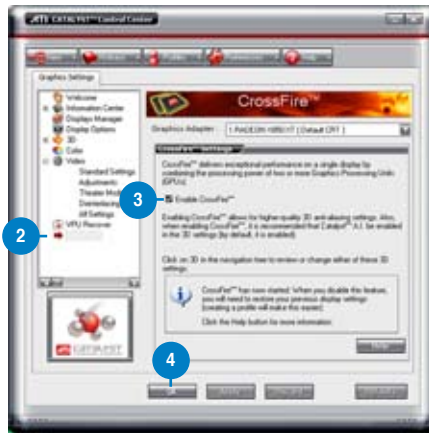 ATI CATALYST™ Control Center
Help
Graphics Settings
Welcome
Information Center
Displays Manager
Display Options
3D
Color
Video
Standard Settings
Adjustments
Theater Mode
Deinterlacing
All Settings
VPU Recover
2
CrossFire™
Graphics Adapter:
CrossFire™ Settings
CrossFire™ delivers exceptional performance on a single display by
combining the processing power of two or more Graphics Processing Units
(GPUs).
3
Enable CrossFire™
Enabling CrossFire™ allows for higher-quality 3D anti-aliasing settings. Also,
when enabling CrossFire™, it is recommended that Catalyst™ A.I. be enabled
in the 3D settings (by default, it is enabled).
Click on 3D in the navigation tree to review or change either of these 3D
settings.
CrossFire™ has now started. When you disable this feature,
you will need to restore your previous display settings
(creating a profile will make this easier).
Click the Help button for more information.
CATALYST
Help
4